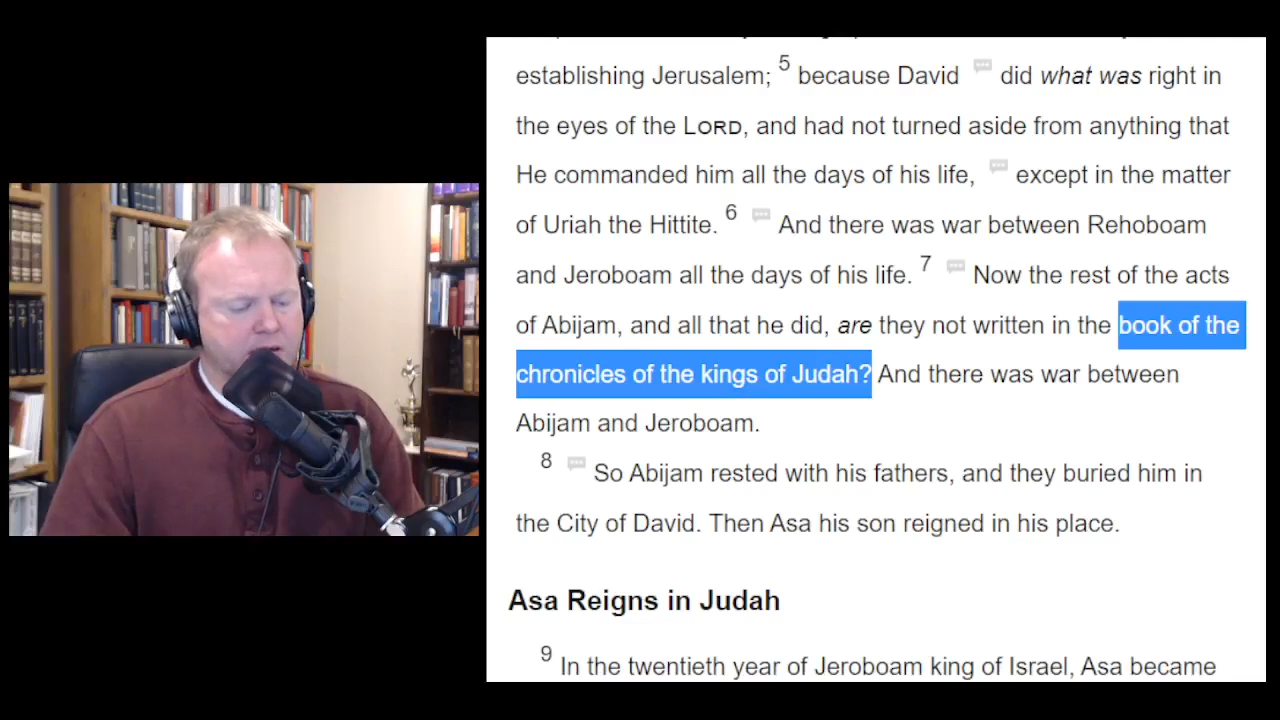 establishing Jerusalem; 5 because David did what was right in
the eyes of the LORD, and had not turned aside from anything that
He commanded him all the days of his life, except in the matter
of Uriah the Hittite. 6 And there was war between Rehoboam
and Jeroboam all the days of his life. 7 Now the rest of the acts
of Abijam, and all that he did, are they not written in the book of the
chronicles of the kings of Judah? And there was war between
Abijam and Jeroboam.
8 So Abijam rested with his fathers, and they buried him in
the City of David. Then Asa his son reigned in his place.
Asa Reigns in Judah
9 In the twentieth year of Jeroboam king of Israel, Asa became